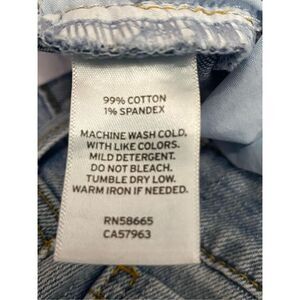 99% COTTON
1% SPANDEX
MACHINE WASH COLD,
WITH LIKE COLORS.
MILD DETERGENT.
DO NOT BLEACH.
TUMBLE DRY LOW.
WARM IRON IF NEEDED.
RN58665
CA57963